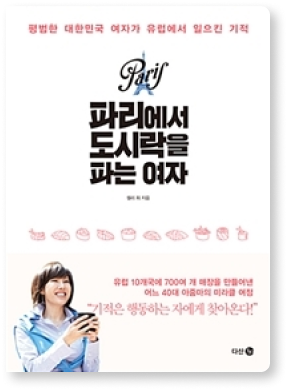 평범한 대한민국 여자가 유럽에서 일으킨 기적
Paris
파리에서
도시락을
파는 여자
켈리 최 지음
유럽 10개국에 700여 개 매장을 만들어낸
어느 40대 아줌마의 미라클 여정
“기적은 행동하는 자에게 찾아온다!”
다산